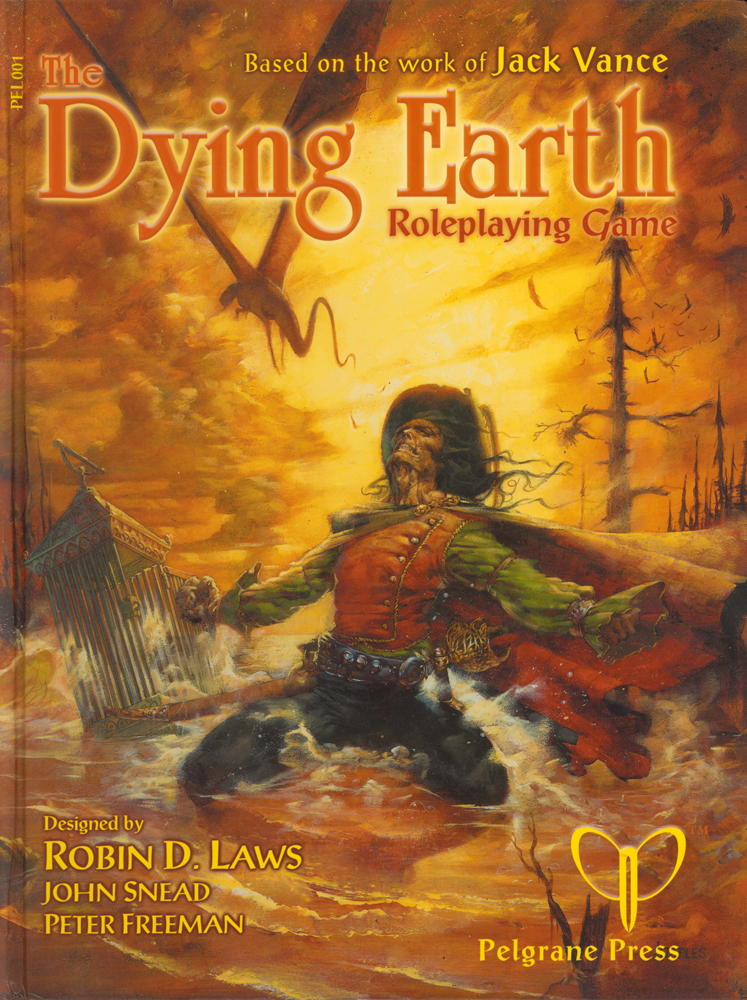 PEL001
Based on the work of Jack Vance
The
Dying Earth
Roleplaying Game
Designed by
ROBIN D. LAWS
JOHN SNEAD
PETER FREEMAN
TM
Pelgrane Press